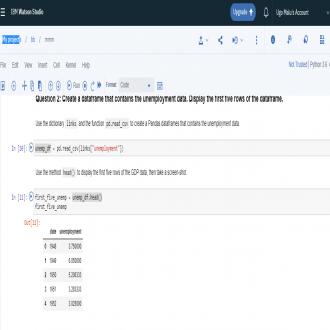 IBM Watson Studio
Upgrade
Ugo Malu's Account
My projects / bb / mmm
File Edit View Insert Cell Kernel Help
Not Trusted | Python 3.6
Run
Format Code
Question 2: Create a dataframe that contains the unemployment data. Display the first five rows of the dataframe.
Use the dictionary links and the function pd.read_csv to create a Pandas dataframes that contains the unemployment data.
unemp_df = pd.read_csv(links["unemployment"])
Use the method head() to display the first five rows of the GDP data, then take a screen-shot.
In [11]:
first_five_unemp = unemp_df.head()
first_five_unemp
Out[11]:
date unemployment
0 1948 3.750000
1 1949 6.050000
2 1950 5.208333
3 1951 3.283333
4 1952 3.025000